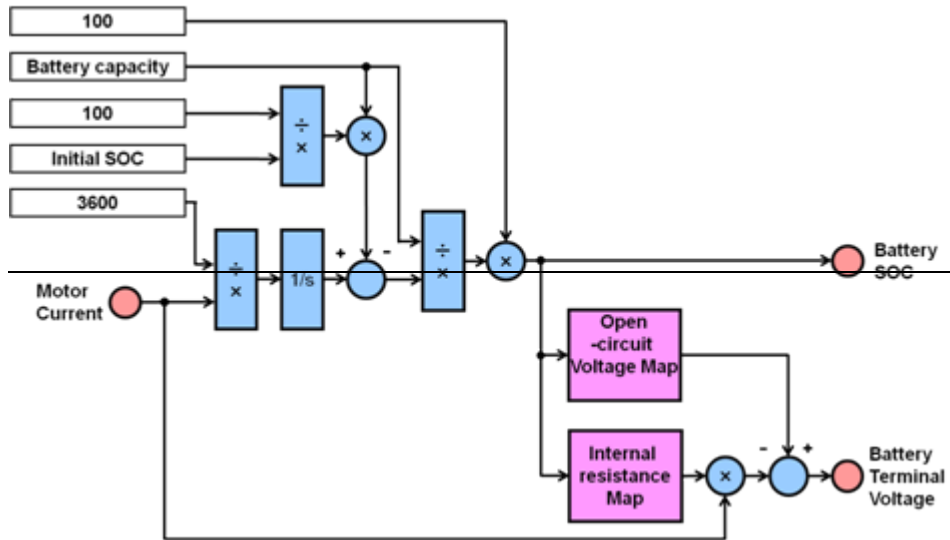 100
Battery capacity
100
÷
×
×
Initial SOC
3600
÷
×
1/s
+
-
÷
×
×
Battery
SOC
Motor
Current
Open
-circuit
Voltage Map
Internal
resistance
Map
×
-
+
Battery
Terminal
Voltage